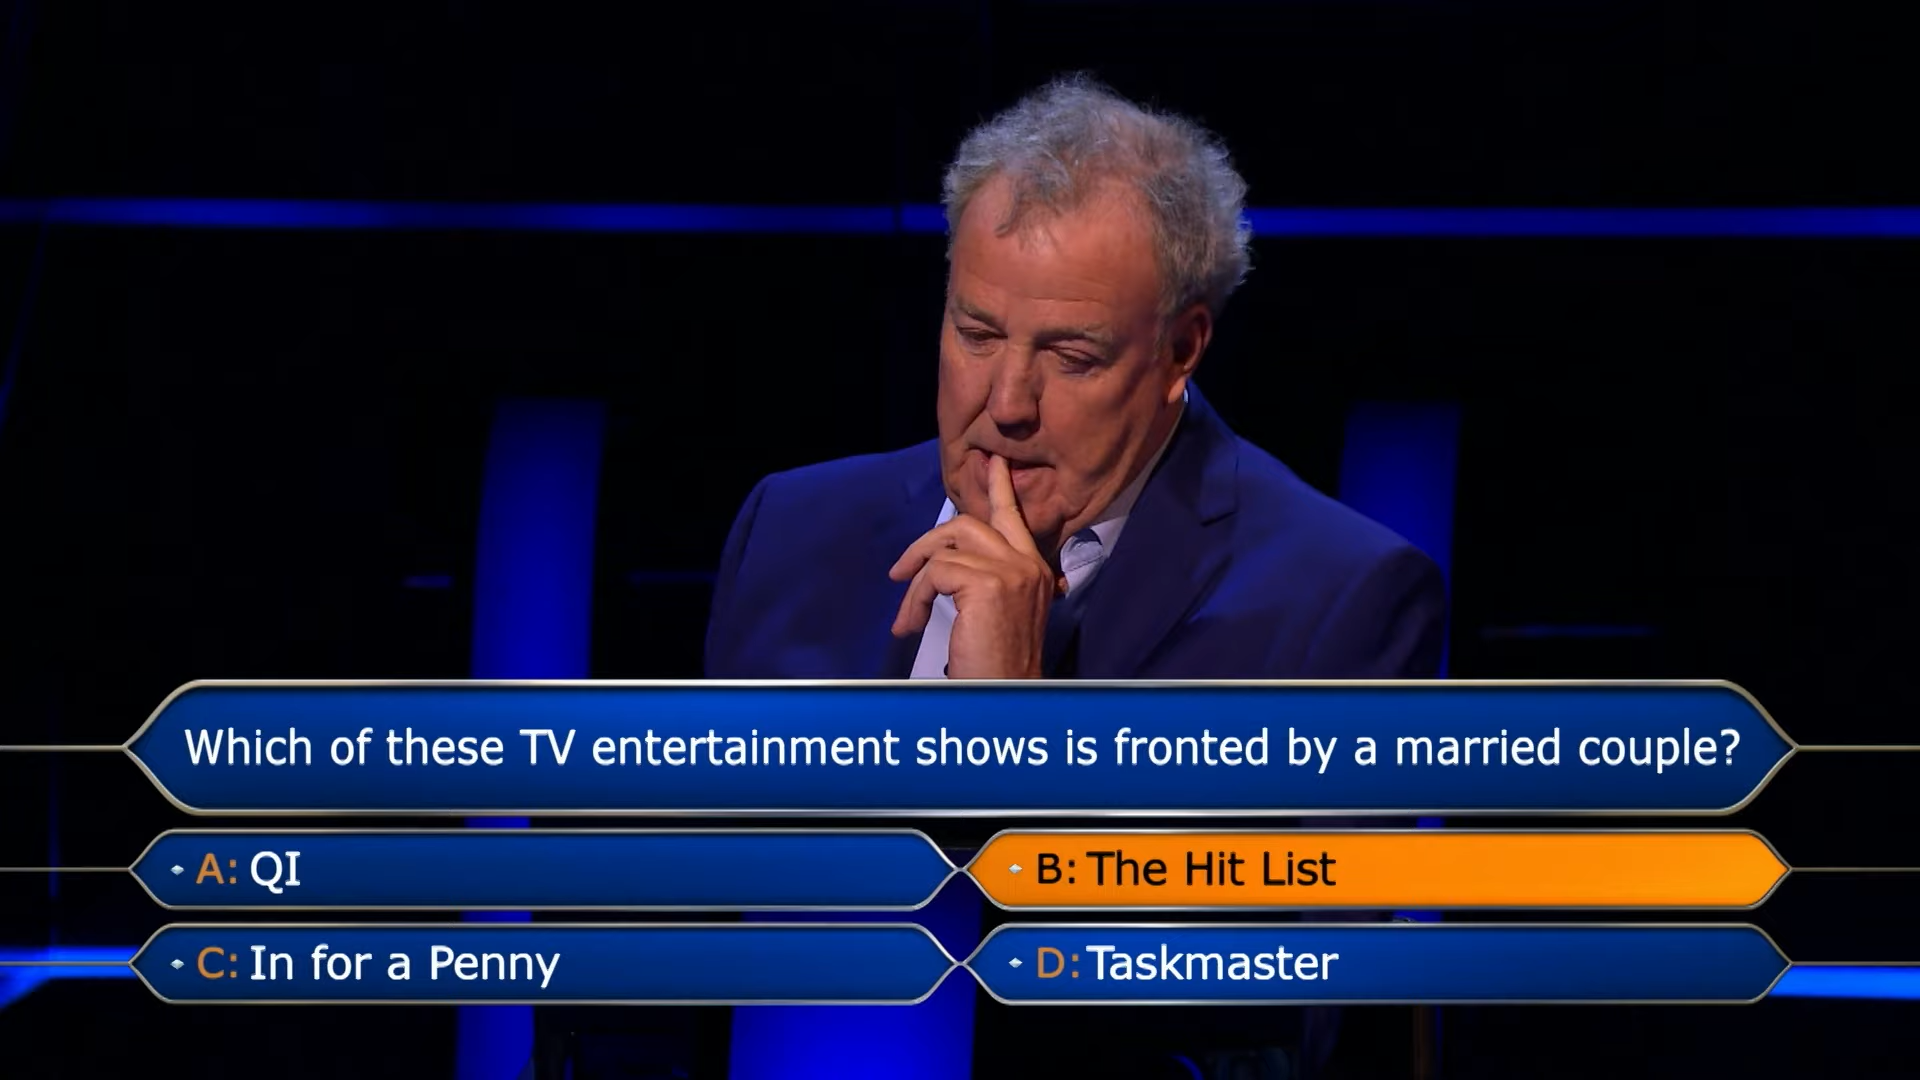 Which of these TV entertainment shows is fronted by a married couple?
A: QI
B: The Hit List
C: In for a Penny
D: Taskmaster